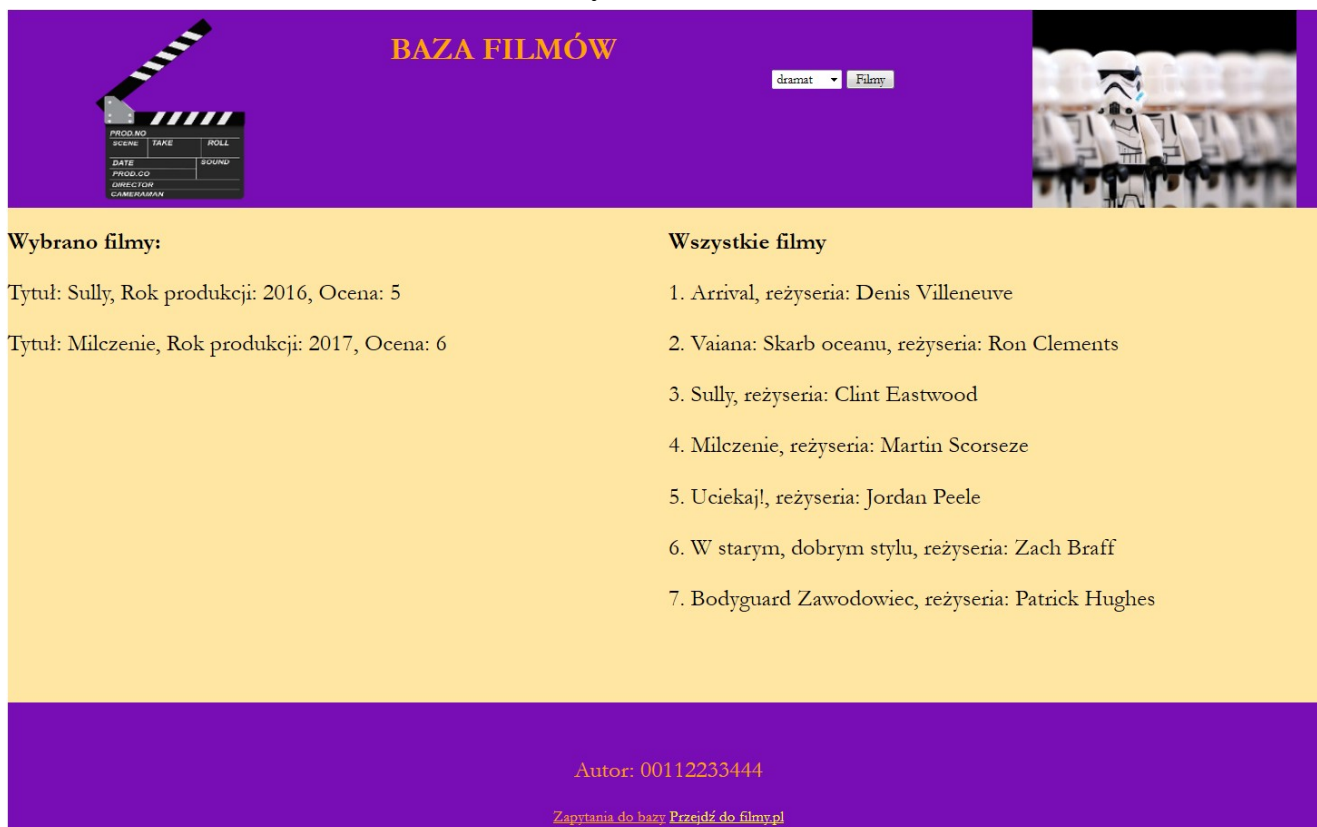 PROD.NO
SCENE TAKE ROLL
DATE SOUND
PROD.CO
DIRECTOR
CAMERAMAN
BAZA FILMÓW
dramat Filmy
Wybrano filmy:
Tytuł: Sully, Rok produkcji: 2016, Ocena: 5
Tytuł: Milczenie, Rok produkcji: 2017, Ocena: 6
Wszystkie filmy
1. Arrival, reżyseria: Denis Villeneuve
2. Vaiana: Skarb oceanu, reżyseria: Ron Clements
3. Sully, reżyseria: Clint Eastwood
4. Milczenie, reżyseria: Martin Scorseze
5. Uciekaj!, reżyseria: Jordan Peele
6. W starym, dobrym stylu, reżyseria: Zach Braff
7. Bodyguard Zawodowiec, reżyseria: Patrick Hughes
Autor: 00112233444
Zapytania do bazy Przejdź do filmy.pl